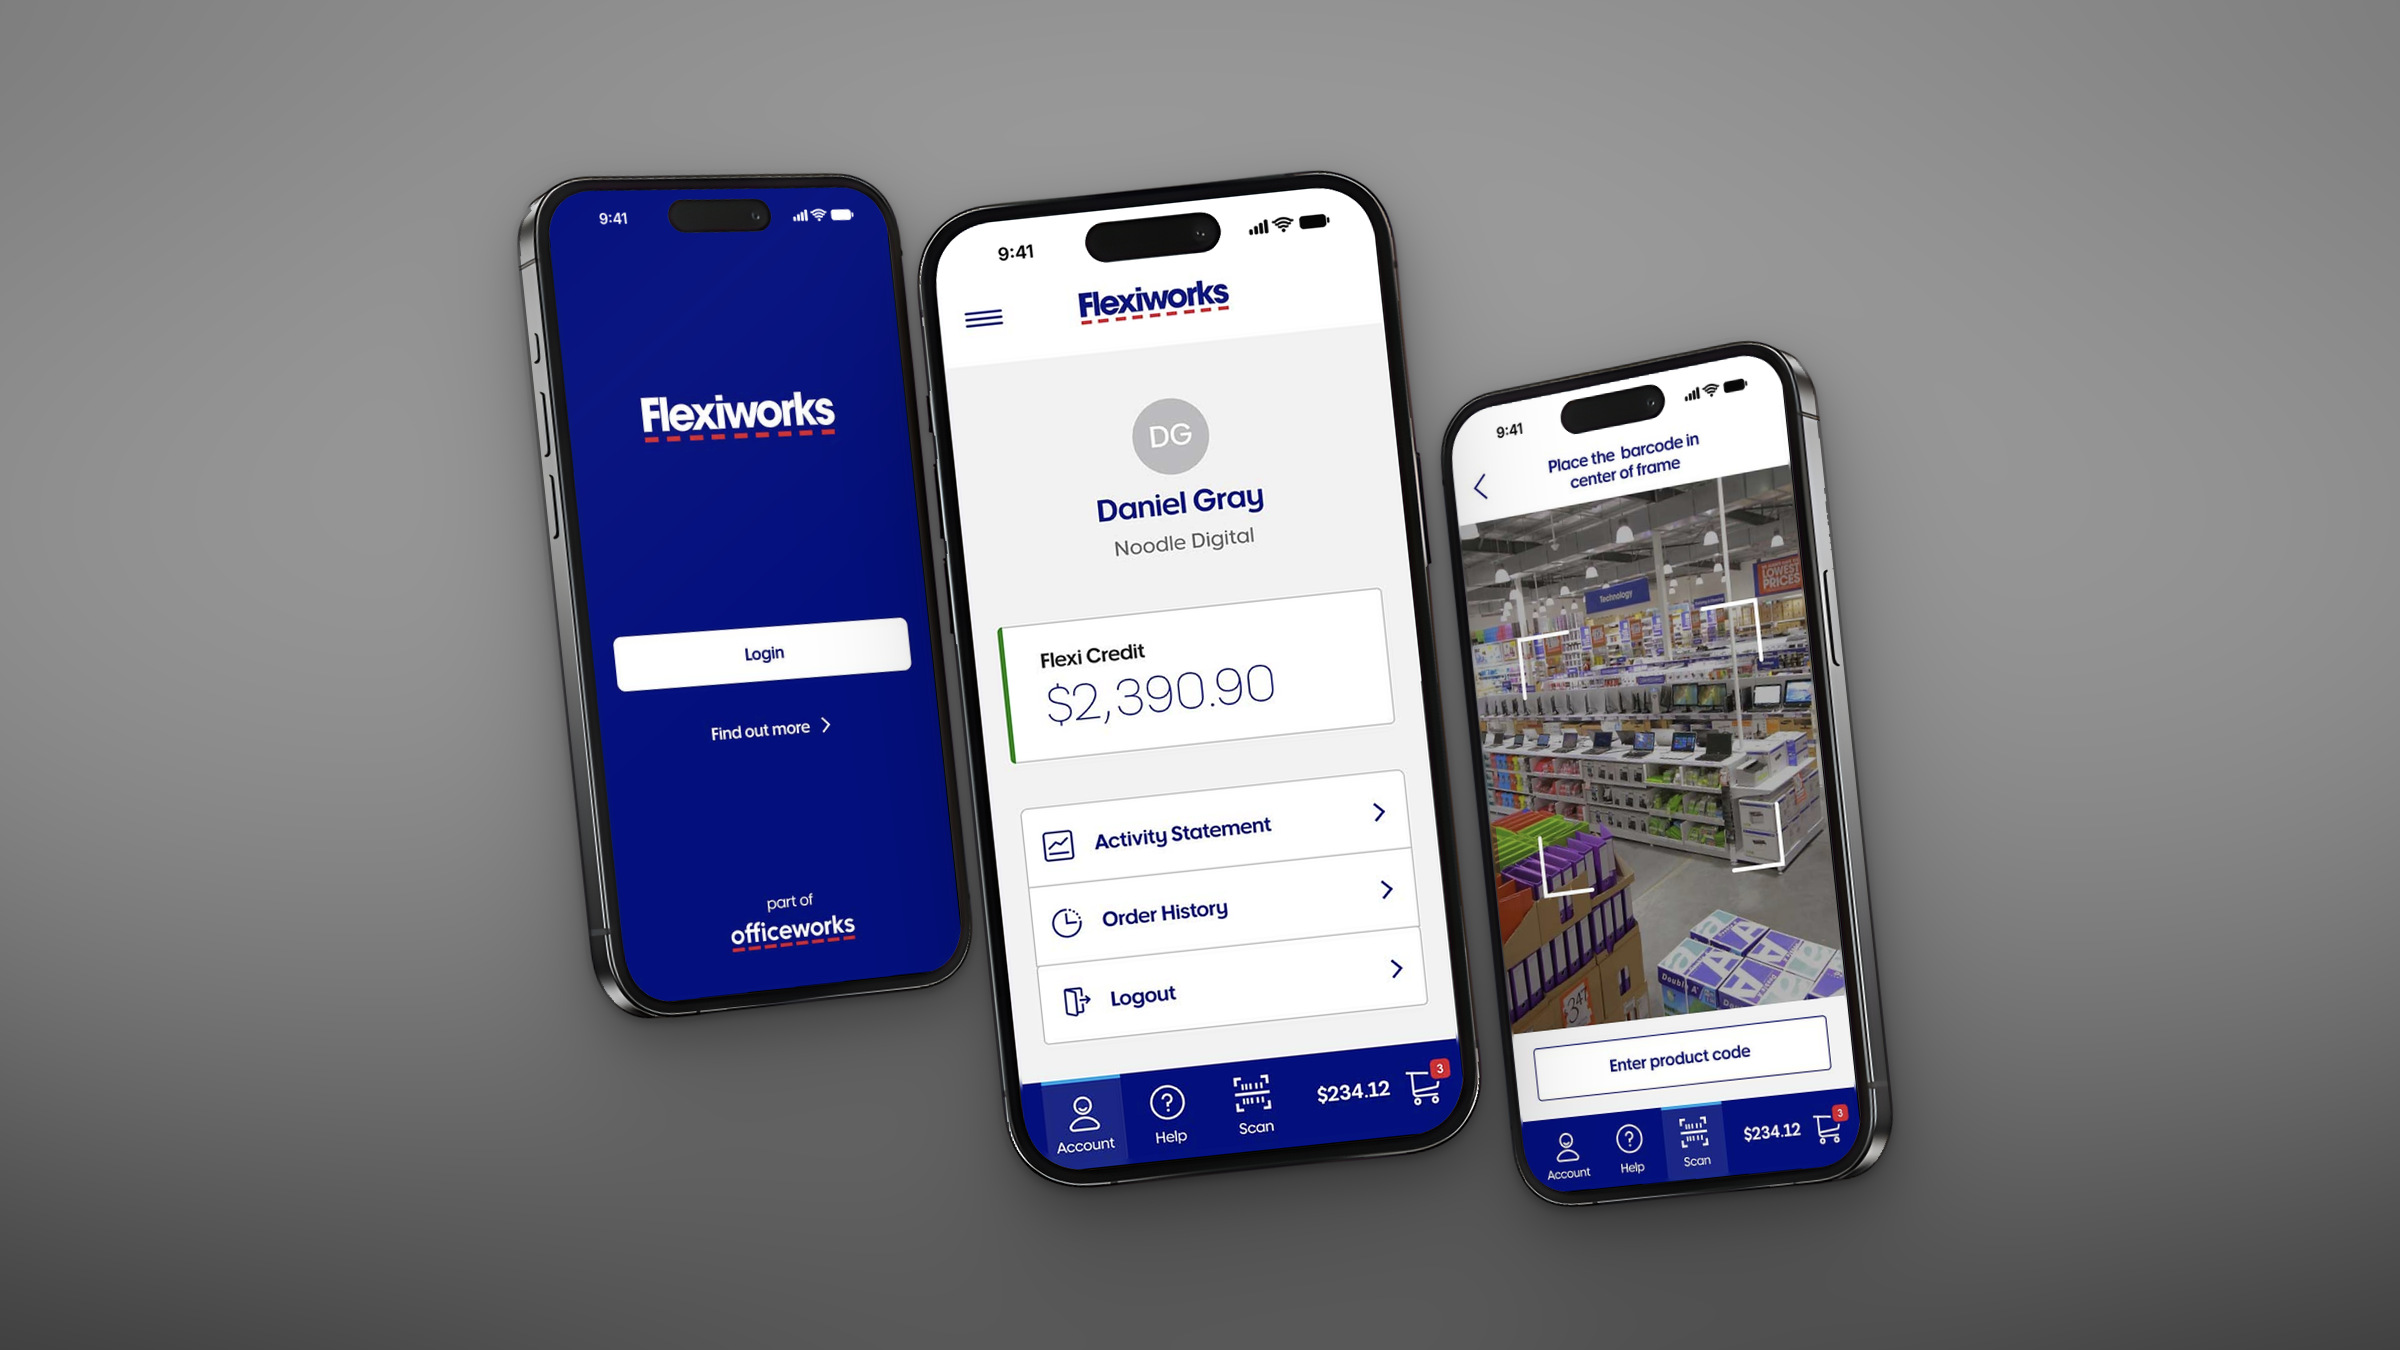 9:41
Flexiworks
Login
Find out more
part of
officeworks
9:41
Flexiworks
DG
Daniel Gray
Noodle Digital
Flexi Credit
$2,390.90
Activity Statement
Order History
Logout
Account
Help
Scan
$234.12
3
9:41
Place the barcode in
center of frame
LOWEST
PRICES
Technology
A
A
Double A
Enter product code
Account
Help
Scan
$234.12
3